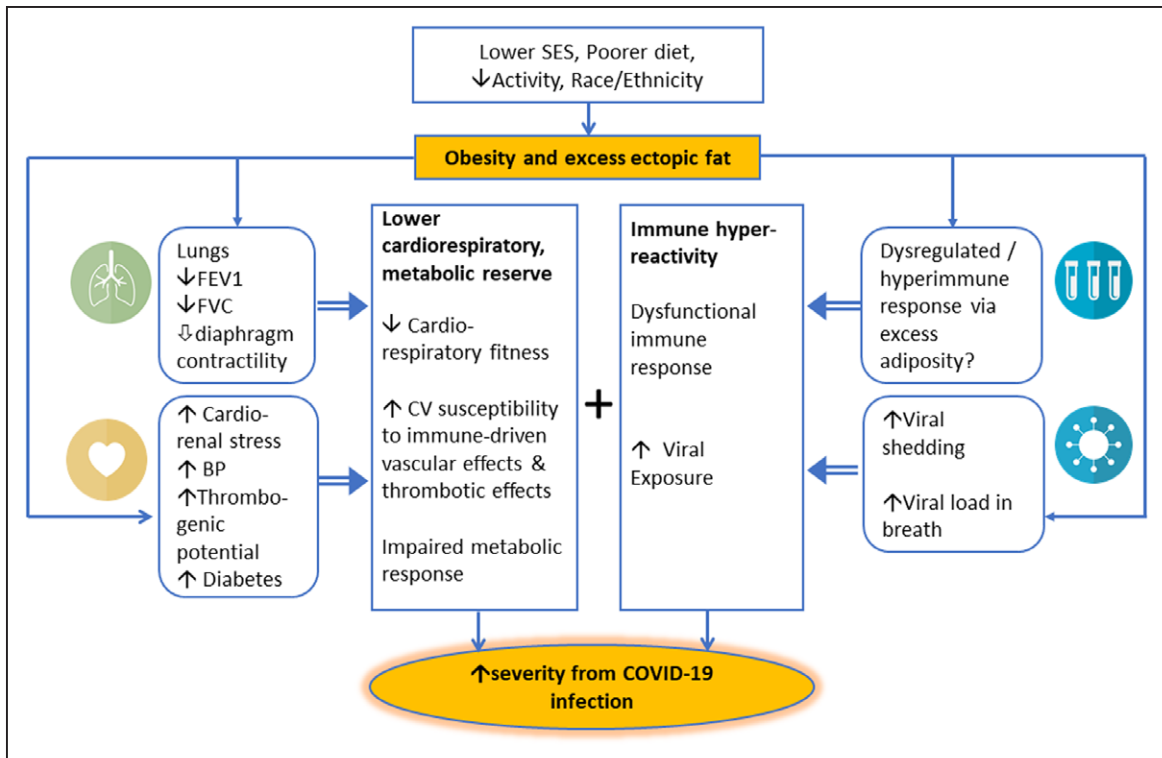 Lower SES, Poorer diet,
↓Activity, Race/Ethnicity
Obesity and excess ectopic fat
Lungs
↓FEV1
↓FVC
⇩diaphragm
contractility
↑ Cardio-
renal stress
↑ BP
↑Thrombo-
genic
potential
↑ Diabetes
Lower
cardiorespiratory,
metabolic reserve
↓ Cardio-
respiratory fitness
↑ CV susceptibility
to immune-driven
vascular effects &
thrombotic effects
Impaired metabolic
response
+
Immune hyper-
reactivity
Dysfunctional
immune
response
↑ Viral
Exposure
Dysregulated /
hyperimmune
response via
excess
adiposity?
↑Viral
shedding
↑Viral load in
breath
↑severity from COVID-19
infection